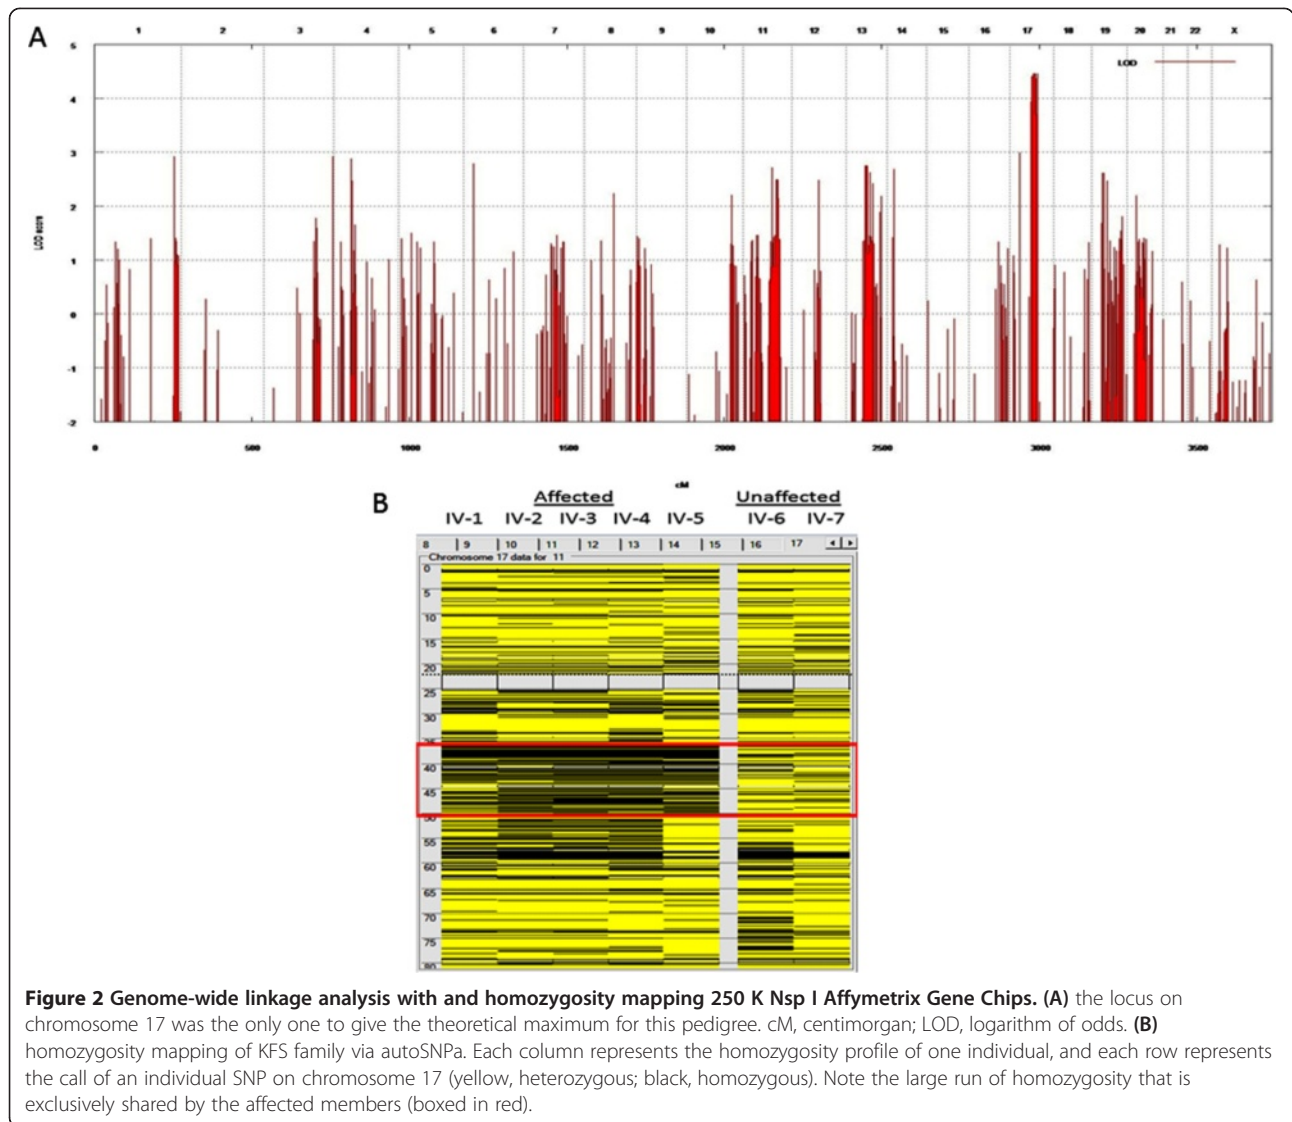 A
1 2 3 4 5 6 7 8 9 10 11 12 13 14 15 16 17 18 19 20 21 22 X
LOD
5
4
3
2
1
0
-1
-2
LOD score
0 500 1000 1500 2000 2500 3000 3500
cM
B
Affected Unaffected
IV-1 IV-2 IV-3 IV-4 IV-5 IV-6 IV-7
8 | 9 | 10 | 11 | 12 | 13 | 14 | 15 | 16 17
Chromosome 17 data for 11
0
5
10
15
20
25
30
35
40
45
50
55
60
65
70
75
80
Figure 2 Genome-wide linkage analysis with and homozygosity mapping 250 K Nsp I Affymetrix Gene Chips. (A) the locus on
chromosome 17 was the only one to give the theoretical maximum for this pedigree. cM, centimorgan; LOD, logarithm of odds. (B)
homozygosity mapping of KFS family via autoSNPa. Each column represents the homozygosity profile of one individual, and each row represents
the call of an individual SNP on chromosome 17 (yellow, heterozygous; black, homozygous). Note the large run of homozygosity that is
exclusively shared by the affected members (boxed in red).